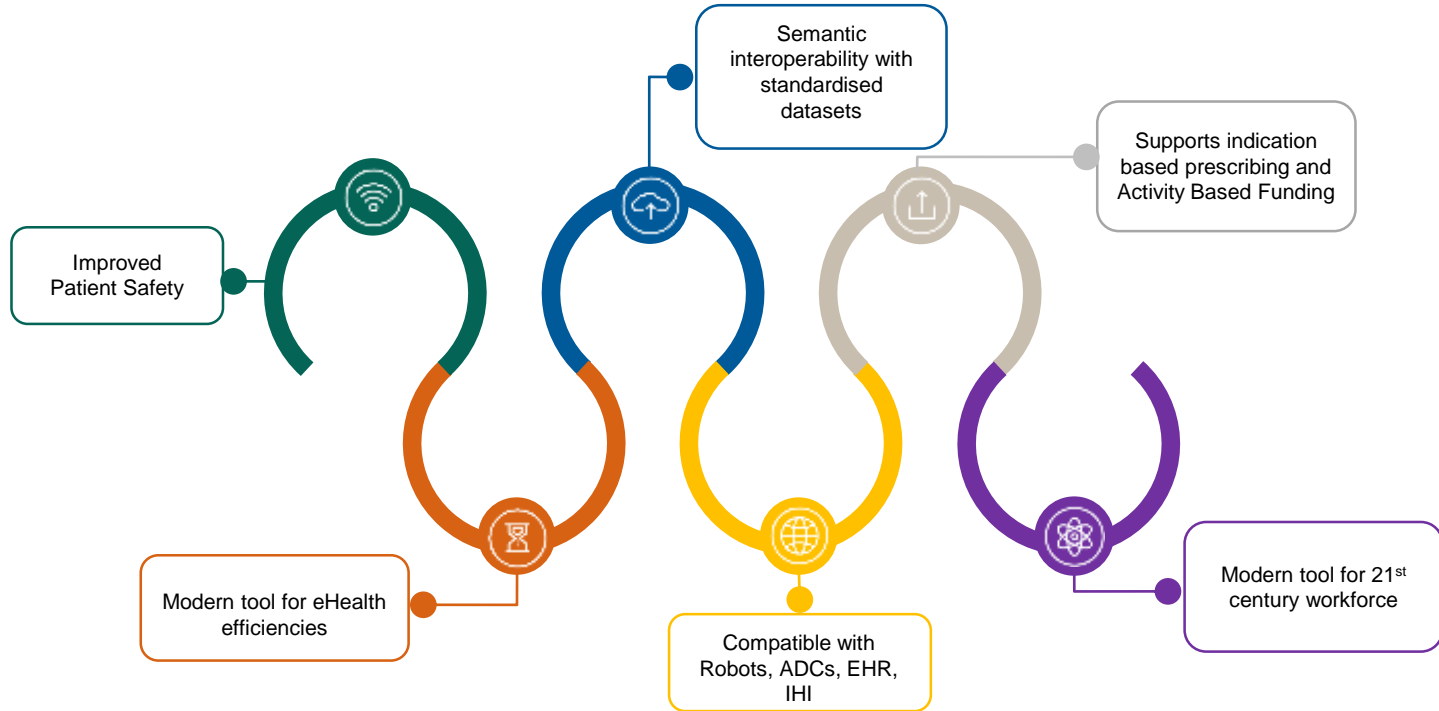 Improved
Patient Safety
Modern tool for eHealth
efficiencies
Semantic
interoperability with
standardised
datasets
Compatible with
Robots, ADCs, EHR,
IHI
Supports indication
based prescribing and
Activity Based Funding
Modern tool for 21st
century workforce